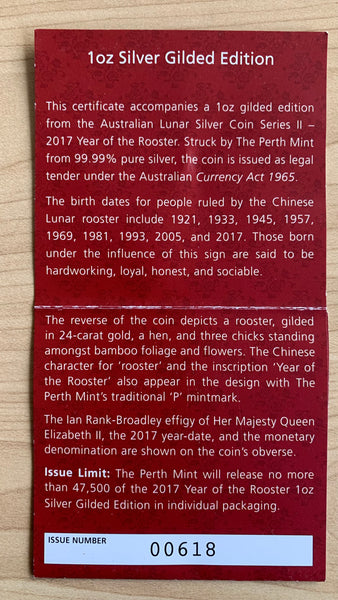 1oz Silver Gilded Edition
This certificate accompanies a 1oz gilded edition
from the Australian Lunar Silver Coin Series II –
2017 Year of the Rooster. Struck by The Perth Mint
from 99.99% pure silver, the coin is issued as legal
tender under the Australian Currency Act 1965.
The birth dates for people ruled by the Chinese
Lunar rooster include 1921, 1933, 1945, 1957,
1969, 1981, 1993, 2005, and 2017. Those born
under the influence of this sign are said to be
hardworking, loyal, honest, and sociable.
The reverse of the coin depicts a rooster, gilded
in 24-carat gold, a hen, and three chicks standing
amongst bamboo foliage and flowers. The Chinese
character for ‘rooster’ and the inscription ‘Year of
the Rooster’ also appear in the design with The
Perth Mint’s traditional ‘P’ mintmark.
The Ian Rank-Broadley effigy of Her Majesty Queen
Elizabeth II, the 2017 year-date, and the monetary
denomination are shown on the coin’s obverse.
Issue Limit: The Perth Mint will release no more
than 47,500 of the 2017 Year of the Rooster 1oz
Silver Gilded Edition in individual packaging.
ISSUE NUMBER 00618